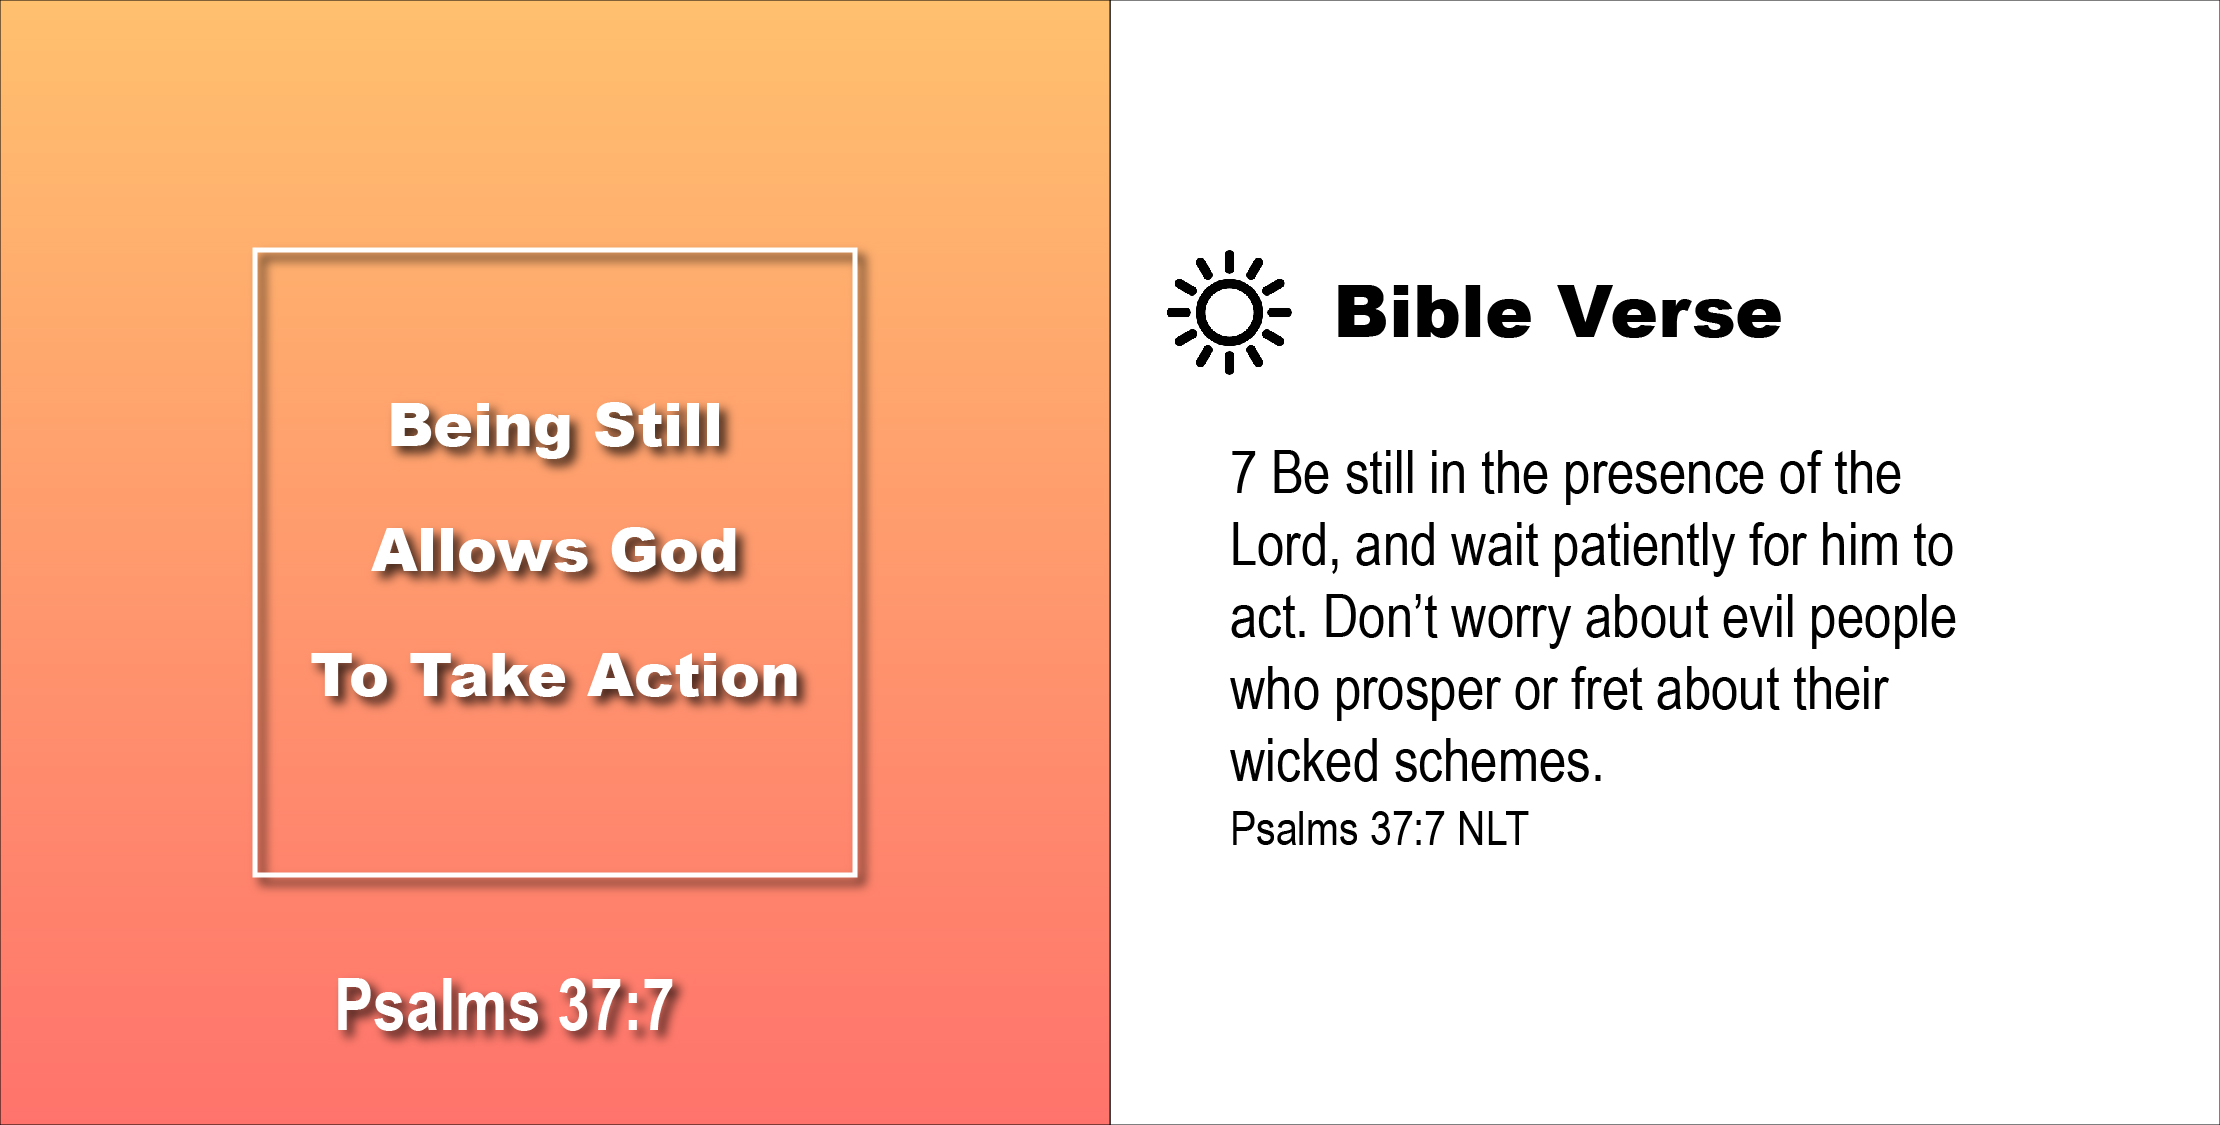 Being Still
Allows God
To Take Action
Psalms 37:7
Bible Verse
7 Be still in the presence of the
Lord, and wait patiently for him to
act. Don’t worry about evil people
who prosper or fret about their
wicked schemes.
Psalms 37:7 NLT